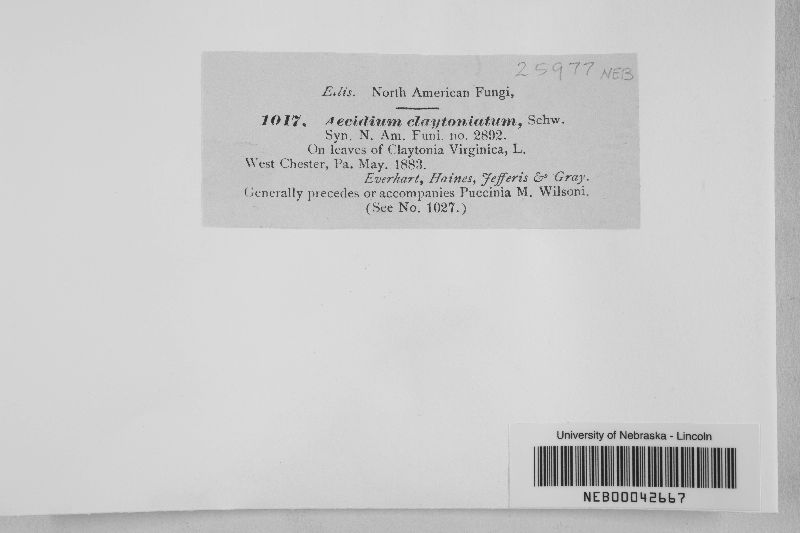 25977 NEB
Ellis. North American Fungi,
1017. Aecidium claytoniatum, Schw.
Syn. N. Am. Funi. no. 2892.
On leaves of Claytonia Virginica, L.
West Chester, Pa. May. 1883.
Everhart, Haines, Jefferis & Gray.
Generally precedes or accompanies Puccinia M. Wilsoni.
(See No. 1027.)
University of Nebraska - Lincoln
NEB00042667